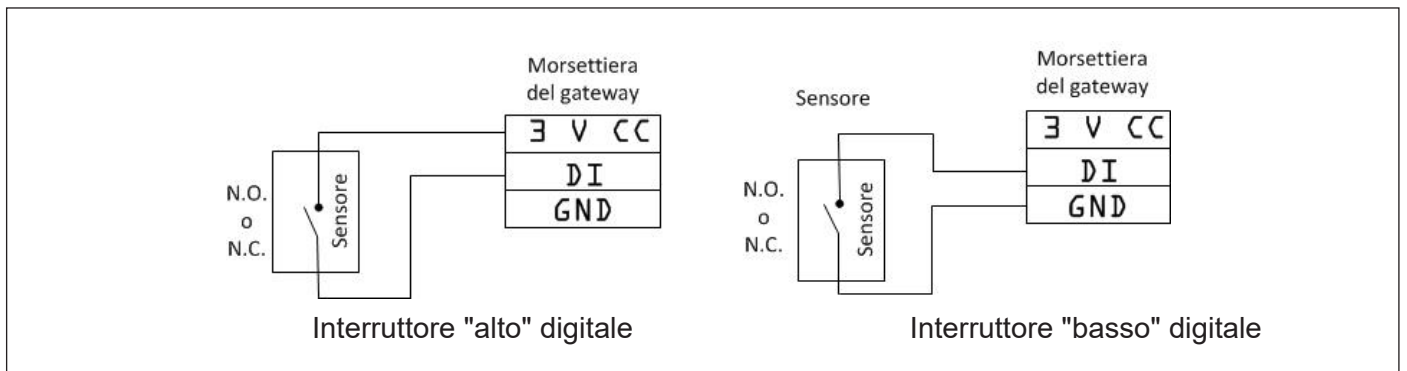 Morsettiera
del gateway
3 V CC
DI
GND
N.O.
o
N.C.
Sensore
Interruttore "alto" digitale
Morsettiera
del gateway
Sensore
3 V CC
DI
GND
N.O.
o
N.C.
Sensore
Interruttore "basso" digitale